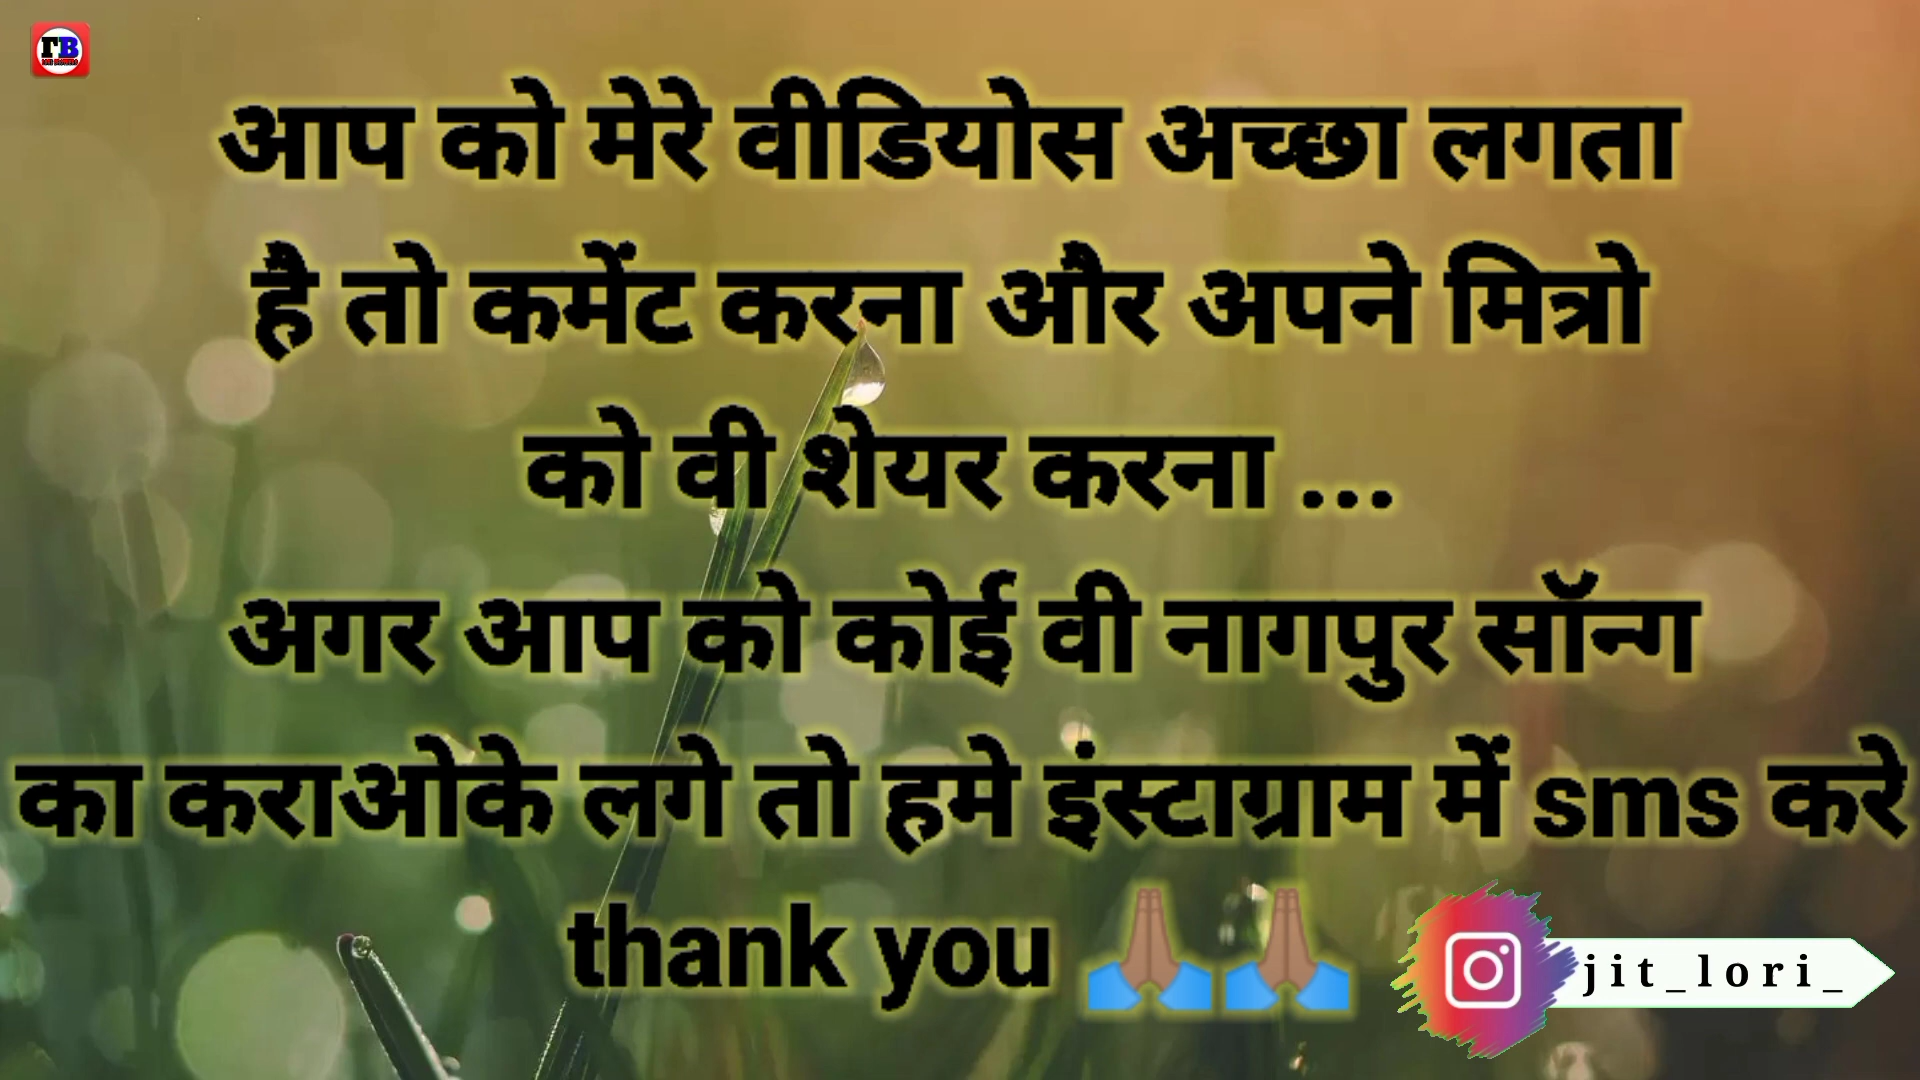 आप को मेरे वीडियोस अच्छा लगता
है तो कमेंट करना और अपने मित्रो
को वी शेयर करना ...
अगर आप को कोई वी नागपुर सॉन्ग
का कराओके लगे तो हमे इंस्टाग्राम में sms करे
thank you 🙏🏽🙏🏽
jit_lori_